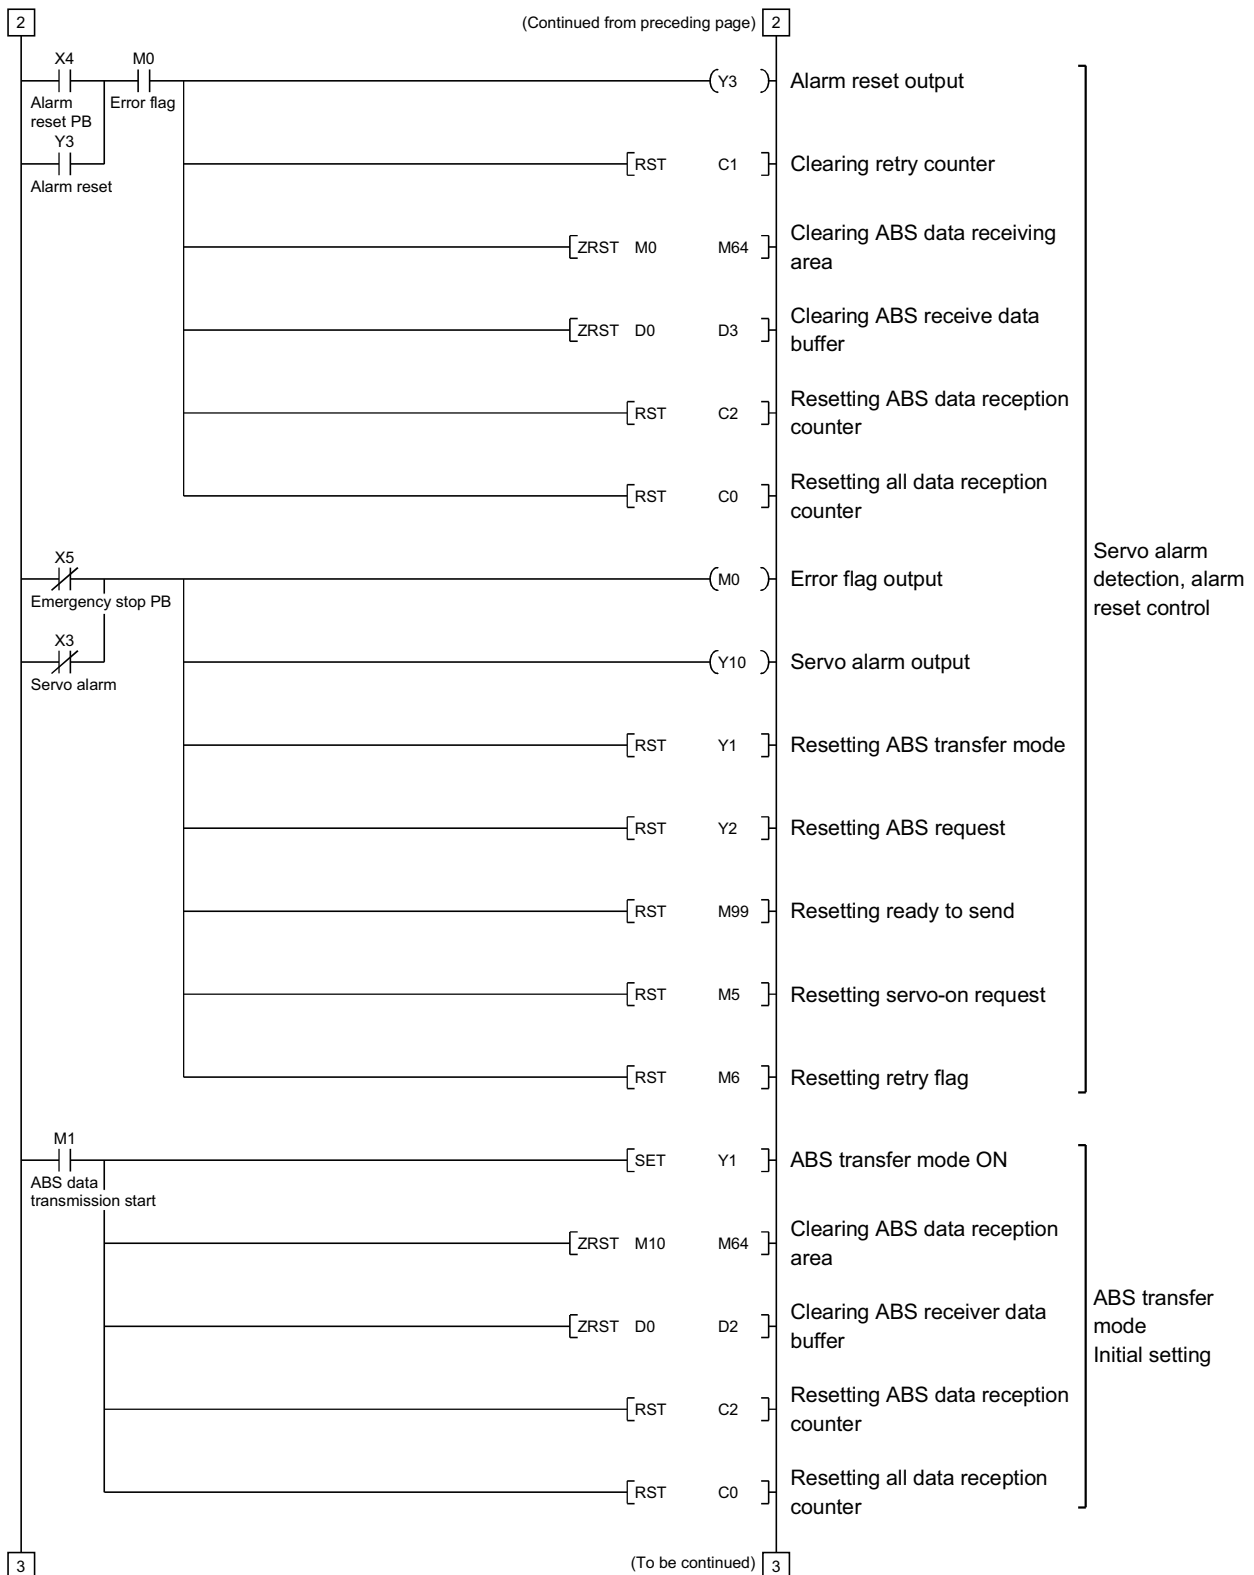 2
(Continued from preceding page) 2
X4 M0
Alarm reset PB
Error flag
(Y3 ) Alarm reset output
Y3
Alarm reset
[RST C1 ] Clearing retry counter
[ZRST M0 M64 ] Clearing ABS data receiving
area
[ZRST D0 D3 ] Clearing ABS receive data
buffer
[RST C2 ] Resetting ABS data reception
counter
[RST C0 ] Resetting all data reception
counter
X5
Emergency stop PB
(M0 ) Error flag output
X3
Servo alarm
(Y10 ) Servo alarm output
[RST Y1 ] Resetting ABS transfer mode
[RST Y2 ] Resetting ABS request
[RST M99 ] Resetting ready to send
[RST M5 ] Resetting servo-on request
[RST M6 ] Resetting retry flag
Servo alarm
detection, alarm
reset control
M1
ABS data
transmission start
[SET Y1 ] ABS transfer mode ON
[ZRST M10 M64 ] Clearing ABS data reception
area
[ZRST D0 D2 ] Clearing ABS receiver data
buffer
[RST C2 ] Resetting ABS data reception
counter
[RST C0 ] Resetting all data reception
counter
ABS transfer
mode
Initial setting
3
(To be continued) 3